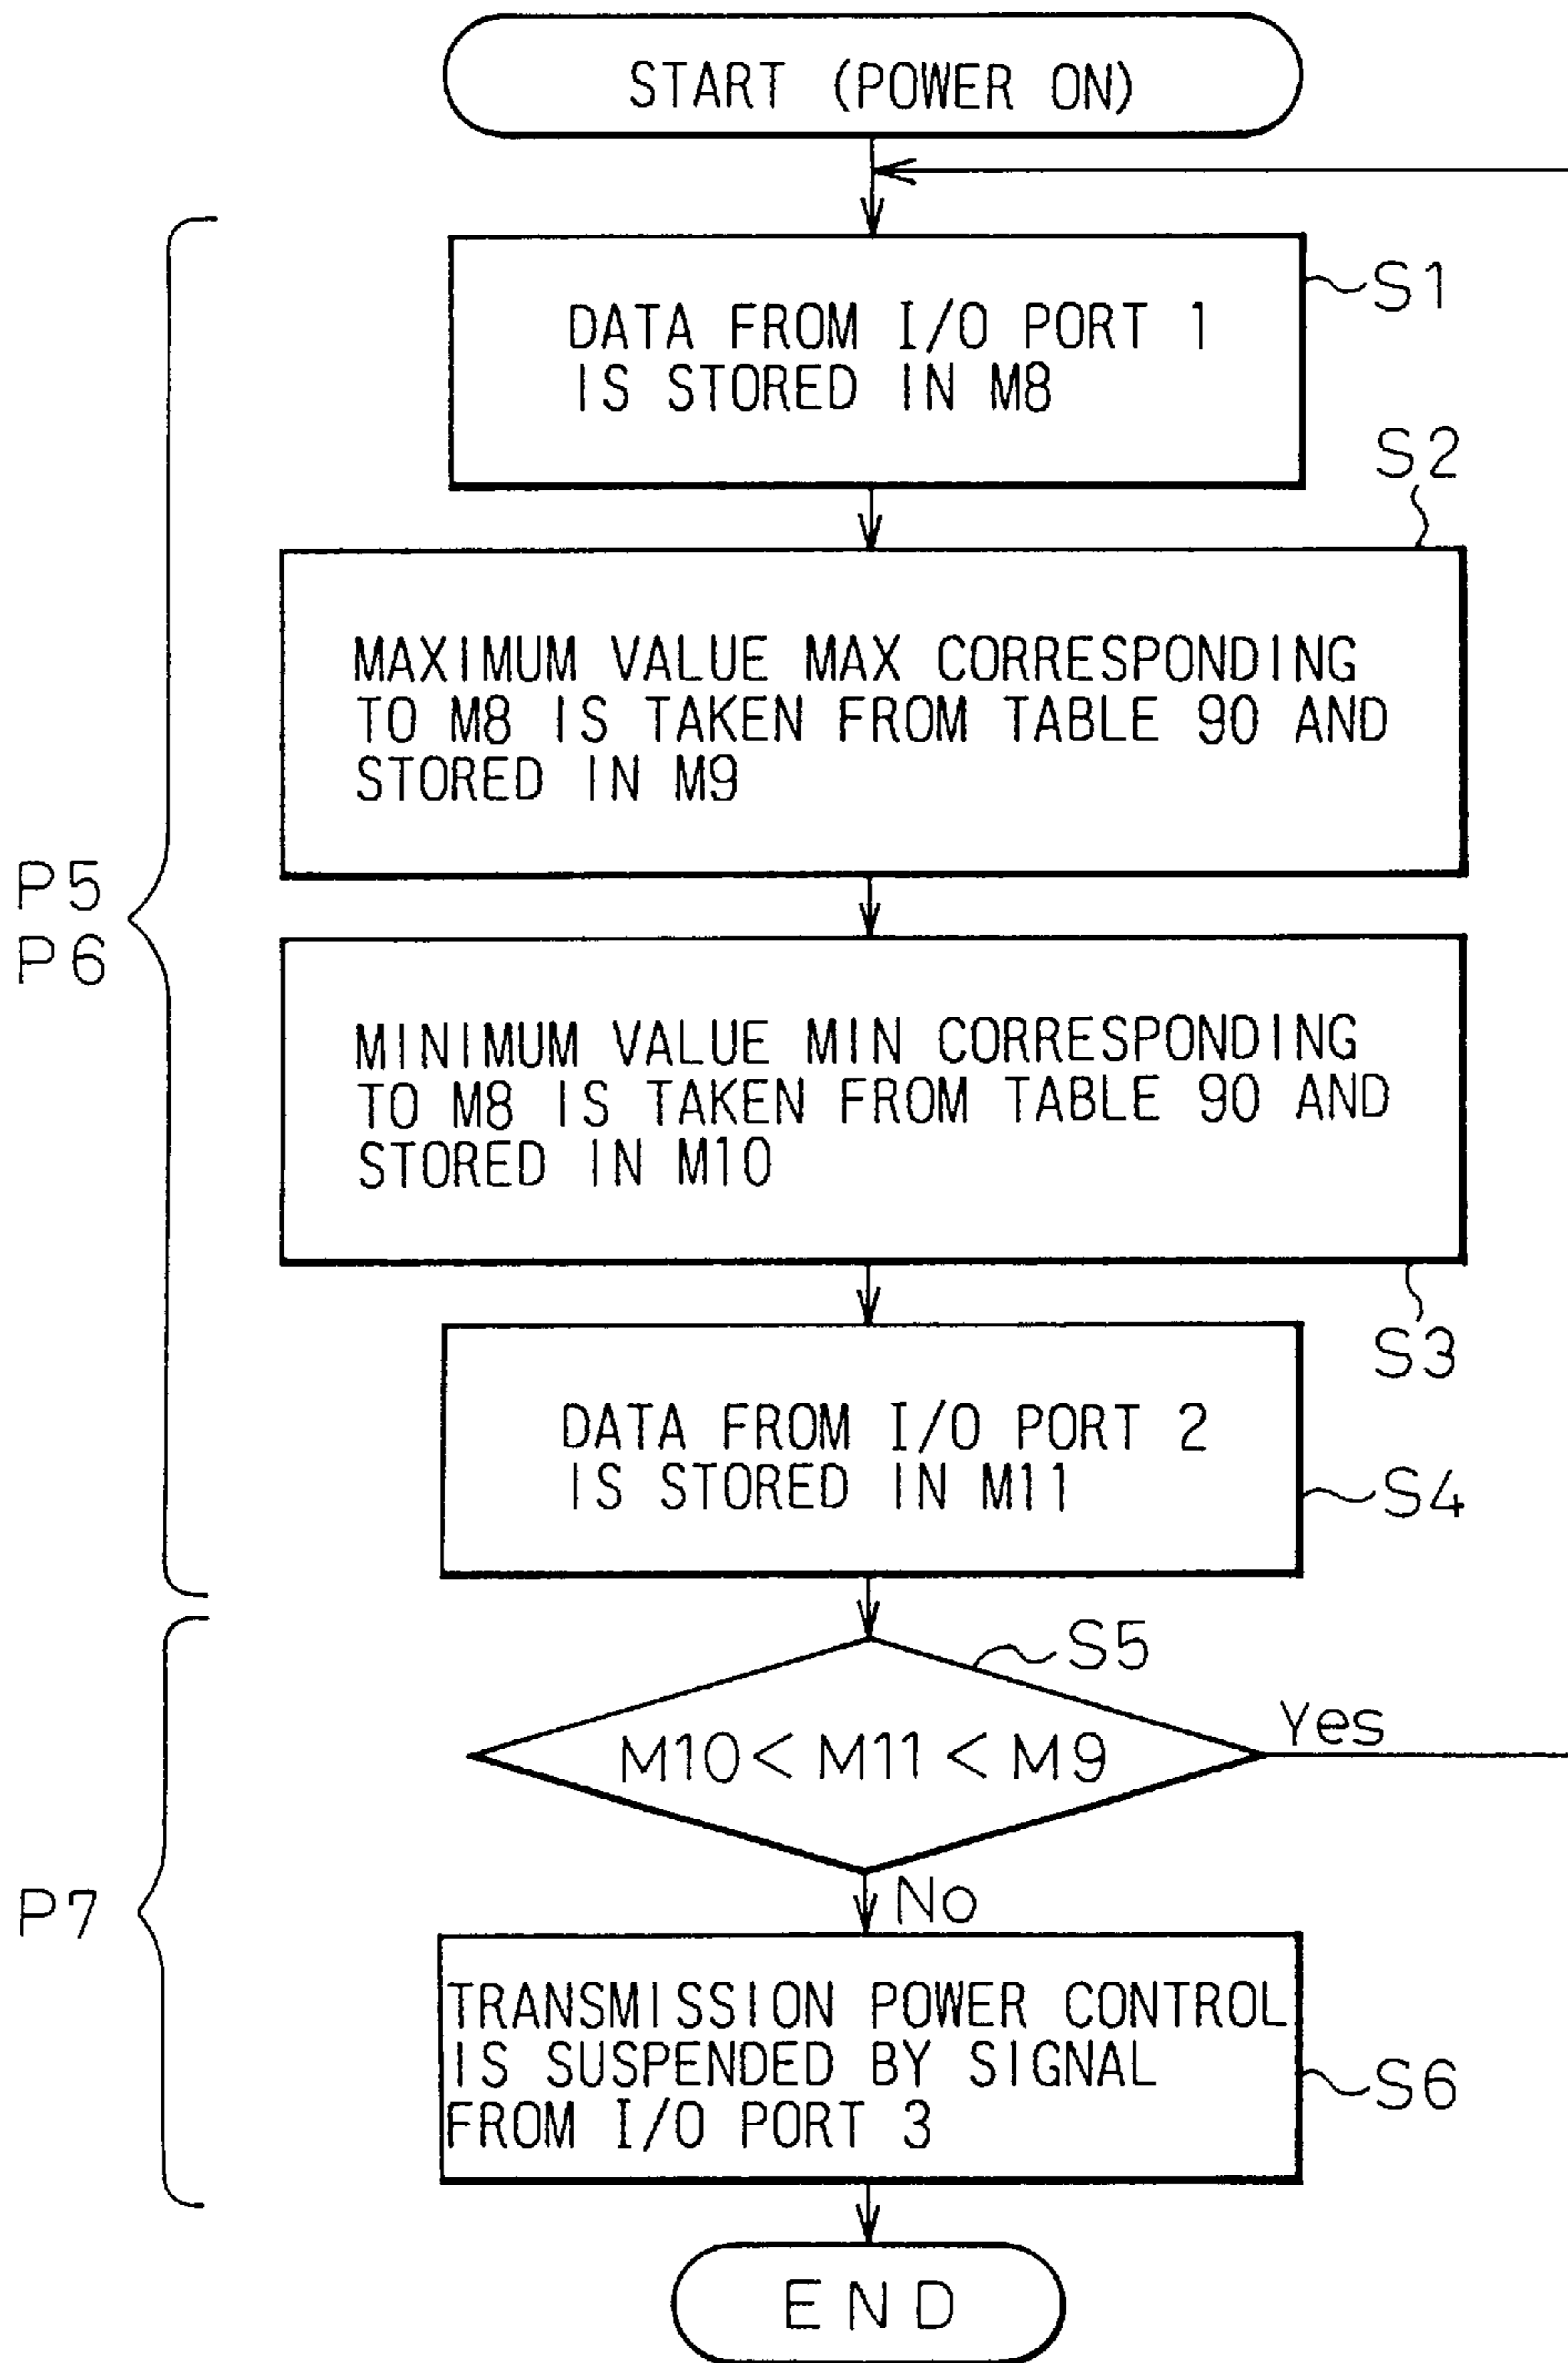 START (POWER ON)
S1
DATA FROM I/O PORT 1
IS STORED IN M8
S2
MAXIMUM VALUE MAX CORRESPONDING
TO M8 IS TAKEN FROM TABLE 90 AND
STORED IN M9
P5
P6
MINIMUM VALUE MIN CORRESPONDING
TO M8 IS TAKEN FROM TABLE 90 AND
STORED IN M10
S3
DATA FROM I/O PORT 2
IS STORED IN M11
S4
S5
M10 < M11 < M9
Yes
No
P7
TRANSMISSION POWER CONTROL
IS SUSPENDED BY SIGNAL
FROM I/O PORT 3
S6
END